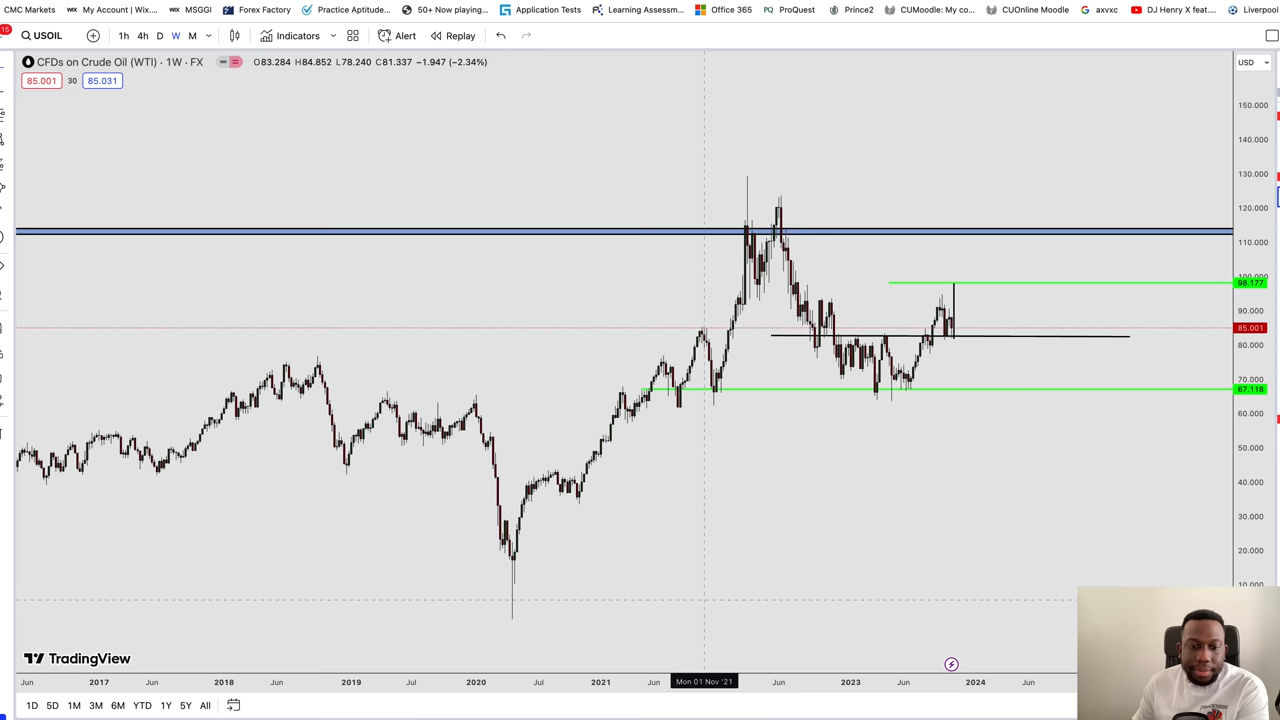 CMC Markets My Account | Wix.... MSGGI Forex Factory Practice Aptitude... 50+ Now playing... Application Tests Learning Assessm... Office 365 ProQuest Prince2 CUMoodle: My co... CUOnline Moodle axvxc DJ Henry X feat.... Liverpool
15
USOIL 1h 4h D W M Indicators Alert Replay
CFDs on Crude Oil (WTI) · 1W · FX O83.284 H84.852 L78.240 C81.337 −1.947 (−2.34%)
USD
85.001 30 85.031
150.000
140.000
130.000
120.000
110.000
100.000
98.177
90.000
85.001
80.000
70.000
67.118
60.000
50.000
40.000
30.000
20.000
10.000
TradingView
Jun 2017 Jun 2018 2019 Jul 2020 Jul 2021 Jun Mon 01 Nov '21 Jun 2023 Jun 2024 Jun
1D 5D 1M 3M 6M YTD 1Y 5Y All